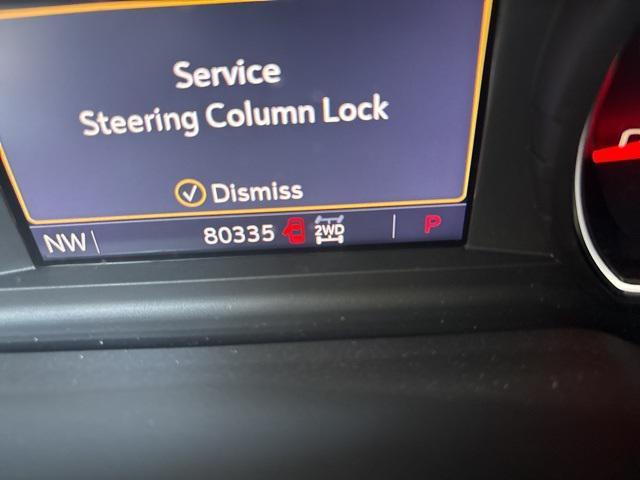 Service
Steering Column Lock
Dismiss
NW 80335 2WD P